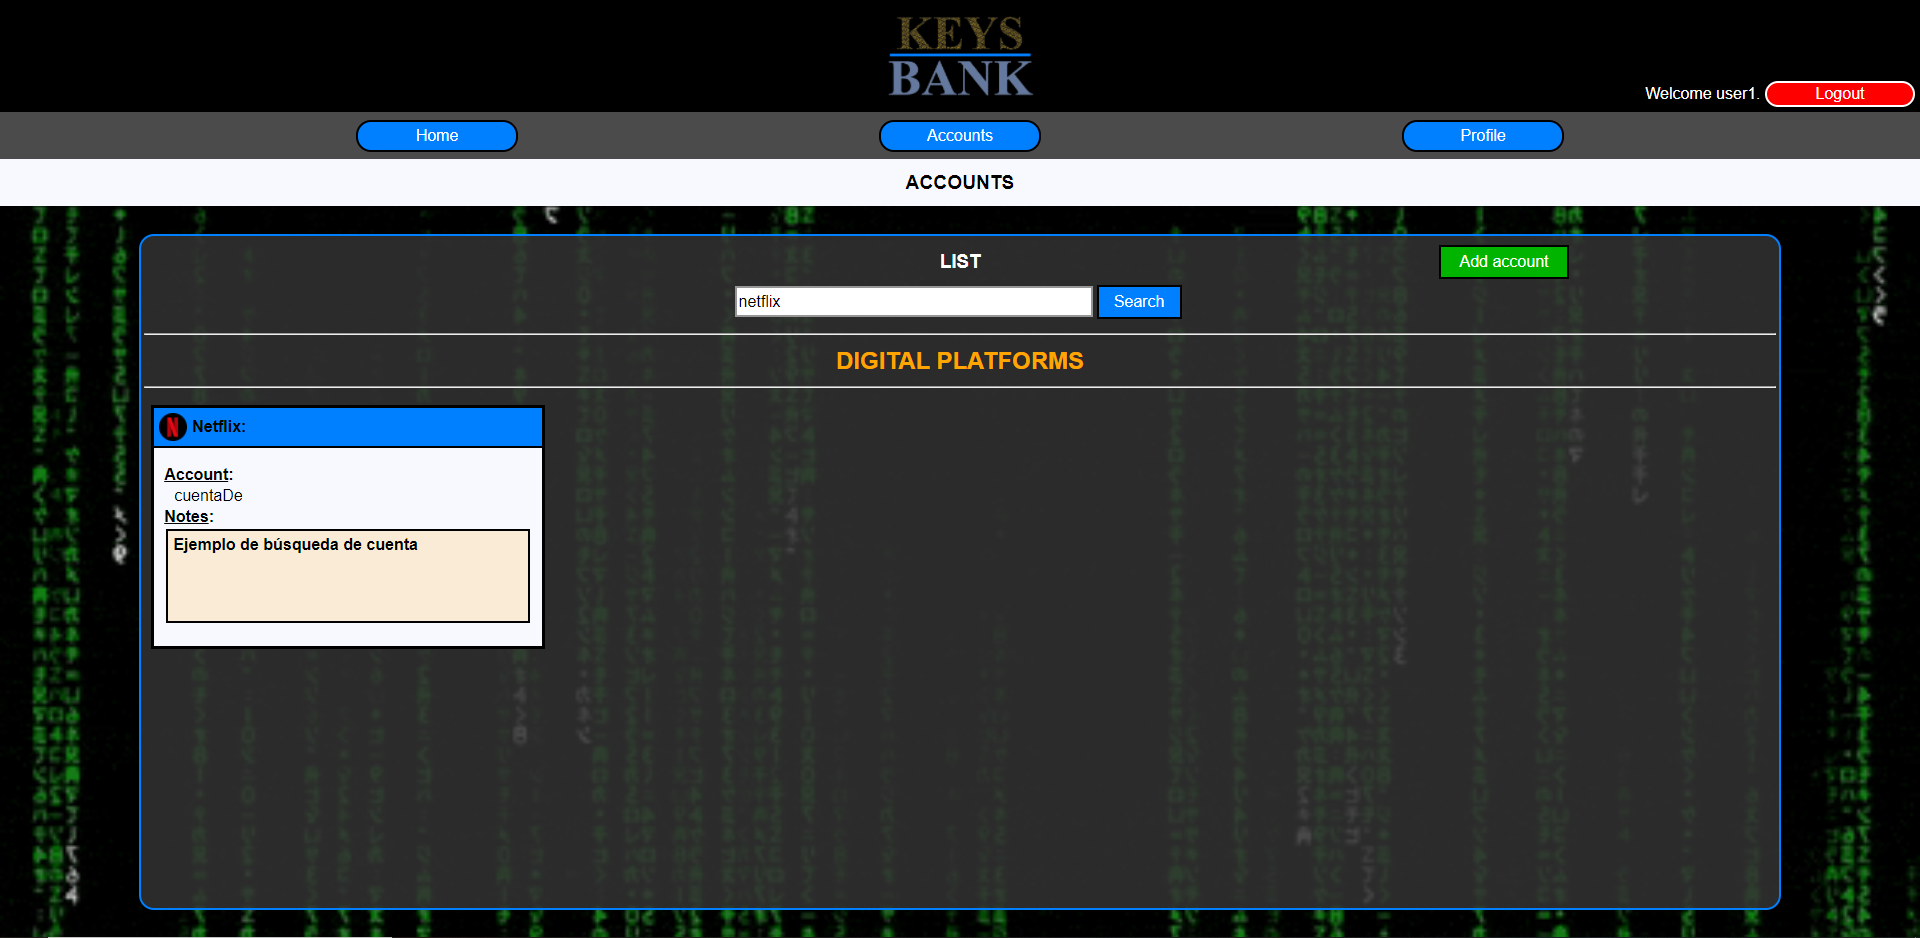 KEYS
BANK
Welcome user1. Logout
Home Accounts Profile
ACCOUNTS
LIST
Add account
netflix Search
DIGITAL PLATFORMS
N Netflix:
Account:
cuentaDe
Notes:
Ejemplo de búsqueda de cuenta